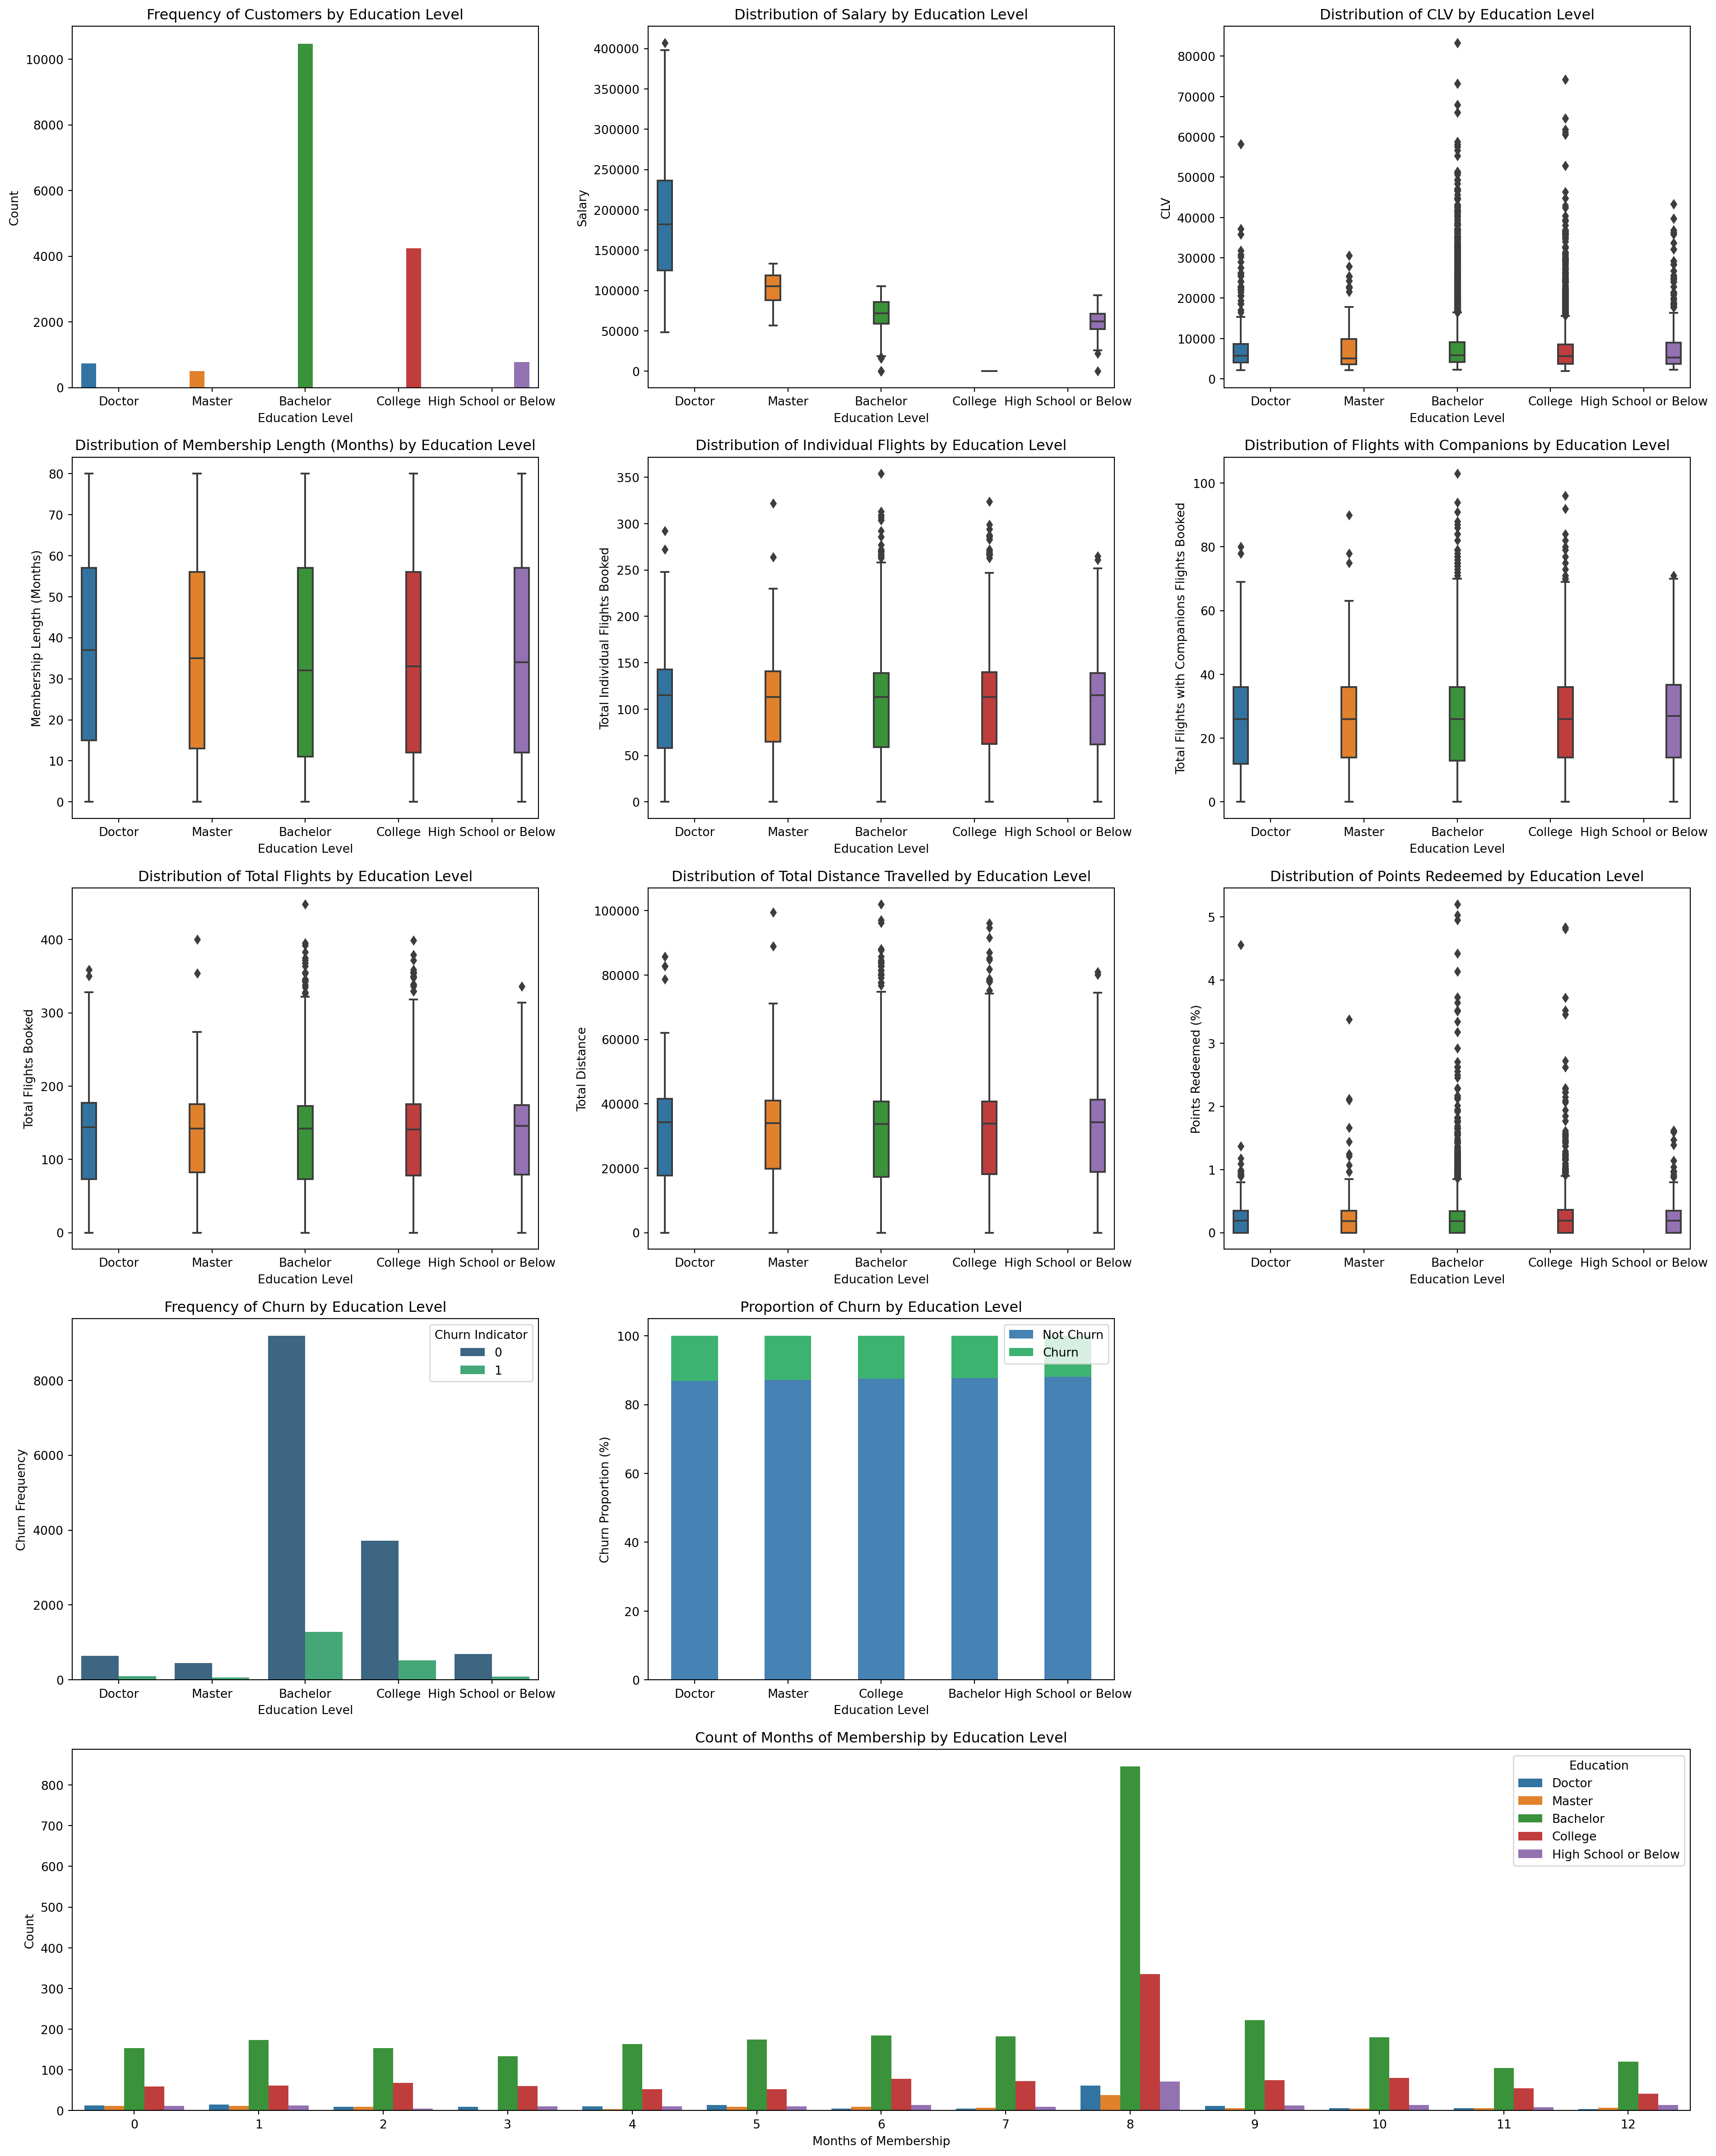 Frequency of Customers by Education Level
Count
10000
8000
6000
4000
2000
0
Doctor Master Bachelor College High School or Below
Education Level
Distribution of Salary by Education Level
Salary
400000
350000
300000
250000
200000
150000
100000
50000
0
Doctor Master Bachelor College High School or Below
Education Level
Distribution of CLV by Education Level
CLV
80000
70000
60000
50000
40000
30000
20000
10000
0
Doctor Master Bachelor College High School or Below
Education Level
Distribution of Membership Length (Months) by Education Level
Membership Length (Months)
80
70
60
50
40
30
20
10
0
Doctor Master Bachelor College High School or Below
Education Level
Distribution of Individual Flights by Education Level
Total Individual Flights Booked
350
300
250
200
150
100
50
0
Doctor Master Bachelor College High School or Below
Education Level
Distribution of Flights with Companions by Education Level
Total Flights with Companions Flights Booked
100
80
60
40
20
0
Doctor Master Bachelor College High School or Below
Education Level
Distribution of Total Flights by Education Level
Total Flights Booked
400
300
200
100
0
Doctor Master Bachelor College High School or Below
Education Level
Distribution of Total Distance Travelled by Education Level
Total Distance
100000
80000
60000
40000
20000
0
Doctor Master Bachelor College High School or Below
Education Level
Distribution of Points Redeemed by Education Level
Points Redeemed (%)
5
4
3
2
1
0
Doctor Master Bachelor College High School or Below
Education Level
Frequency of Churn by Education Level
Churn Frequency
8000
6000
4000
2000
0
Churn Indicator
0
1
Doctor Master Bachelor College High School or Below
Education Level
Proportion of Churn by Education Level
Churn Proportion (%)
100
80
60
40
20
0
Not Churn
Churn
Doctor Master College Bachelor High School or Below
Education Level
Count of Months of Membership by Education Level
Count
800
700
600
500
400
300
200
100
0
Education
Doctor
Master
Bachelor
College
High School or Below
0 1 2 3 4 5 6 7 8 9 10 11 12
Months of Membership